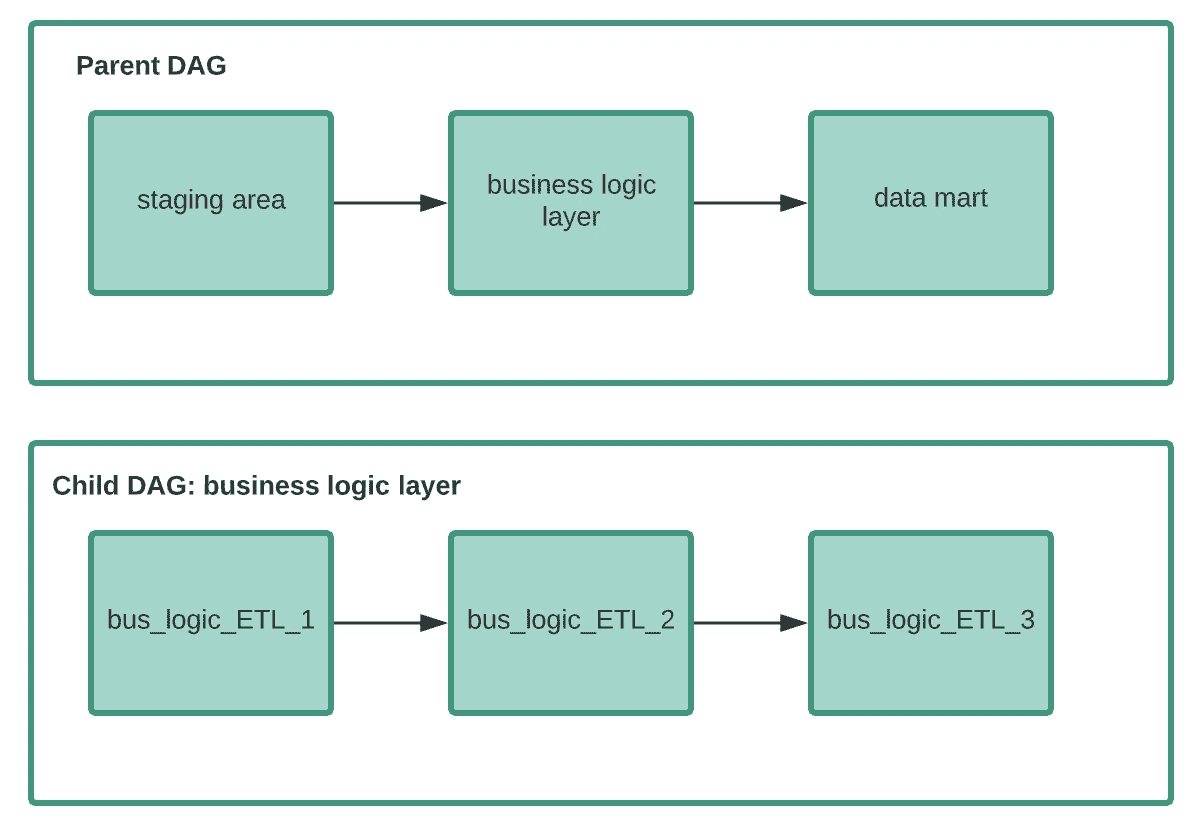 Parent DAG
staging area
business logic
layer
data mart
Child DAG: business logic layer
bus_logic_ETL_1
bus_logic_ETL_2
bus_logic_ETL_3